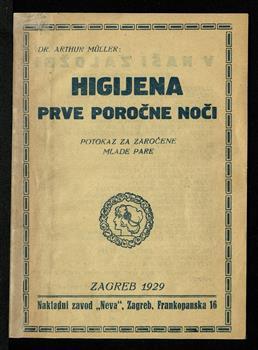 DR. ARTHUR MÜLLER:
HIGIJENA
PRVE POROČNE NOČI
POTOKAZ ZA ZAROČENE
MLADE PARE
ZAGREB 1929
Nakladni zavod „Neva“, Zagreb, Frankopanska 16